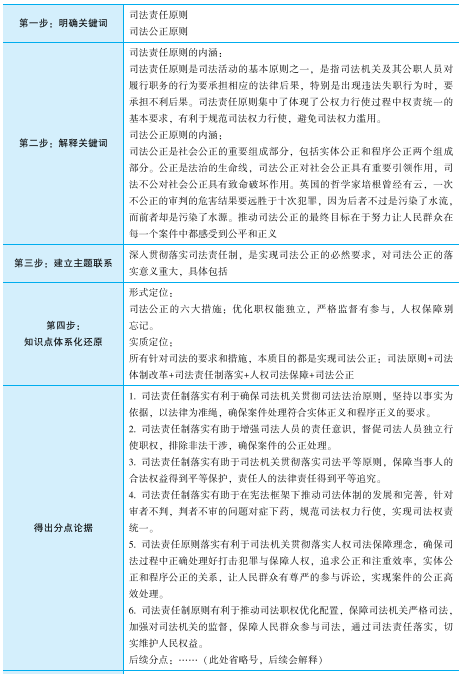 第一步：明确关键词
司法责任原则
司法公正原则
第二步：解释关键词
司法责任原则的内涵：
司法责任原则是司法活动的基本原则之一，是指司法机关及其公职人员对
履行职务的行为要承担相应的法律后果，特别是出现违法失职行为时，要
承担不利后果。司法责任原则集中了体现了公权力行使过程中权责统一的
基本要求，有利于规范司法权力行使，避免司法权力滥用。
司法公正原则的内涵：
司法公正是社会公正的重要组成部分，包括实体公正和程序公正两个组成
部分。公正是法治的生命线，司法公正对社会公正具有重要引领作用，司
法不公对社会公正具有致命破坏作用。英国的哲学家培根曾经有云，一次
不公正的审判的危害结果要远胜于十次犯罪，因为后者不过是污染了水流，
而前者却是污染了水源。推动司法公正的最终目标在于努力让人民群众在
每一个案件中都感受到公平和正义
第三步：建立主题联系
深入贯彻落实司法责任制，是实现司法公正的必然要求，对司法公正的落
实意义重大，具体包括
第四步：
知识点体系化还原
形式定位：
司法公正的六大措施：优化职权能独立，严格监督有参与，人权保障别
忘记。
实质定位：
所有针对司法的要求和措施，本质目的都是实现司法公正：司法原则+司法
体制改革+司法责任制落实+人权司法保障+司法公正
得出分点论据
1. 司法责任制落实有利于确保司法机关贯彻司法法治原则，坚持以事实为
依据，以法律为准绳，确保案件处理符合实体正义和程序正义的要求。
2. 司法责任制落实有助于增强司法人员的责任意识，督促司法人员独立行
使职权，排除非法干涉，确保案件的公正处理。
3. 司法责任制落实有助于司法机关贯彻落实司法平等原则，保障当事人的
合法权益得到平等保护，责任人的法律责任得到平等追究。
4. 司法责任制落实有助于在宪法框架下推动司法体制的发展和完善，针对
审者不判，判者不审的问题对症下药，规范司法权力行使，实现司法权责
统一。
5. 司法责任原则落实有利于司法机关贯彻落实人权司法保障理念，确保司
法过程中正确处理好打击犯罪与保障人权，追求公正和注重效率，实体公
正和程序公正的关系，让人民群众有尊严的参与诉讼，实现案件的公正高
效处理。
6. 司法责任制原则有利于推动司法职权优化配置，保障司法机关严格司法，
加强对司法机关的监督，保障人民群众参与司法，通过司法责任落实，切
实维护人民权益。
后续分点：……（此处省略号，后续会解释）